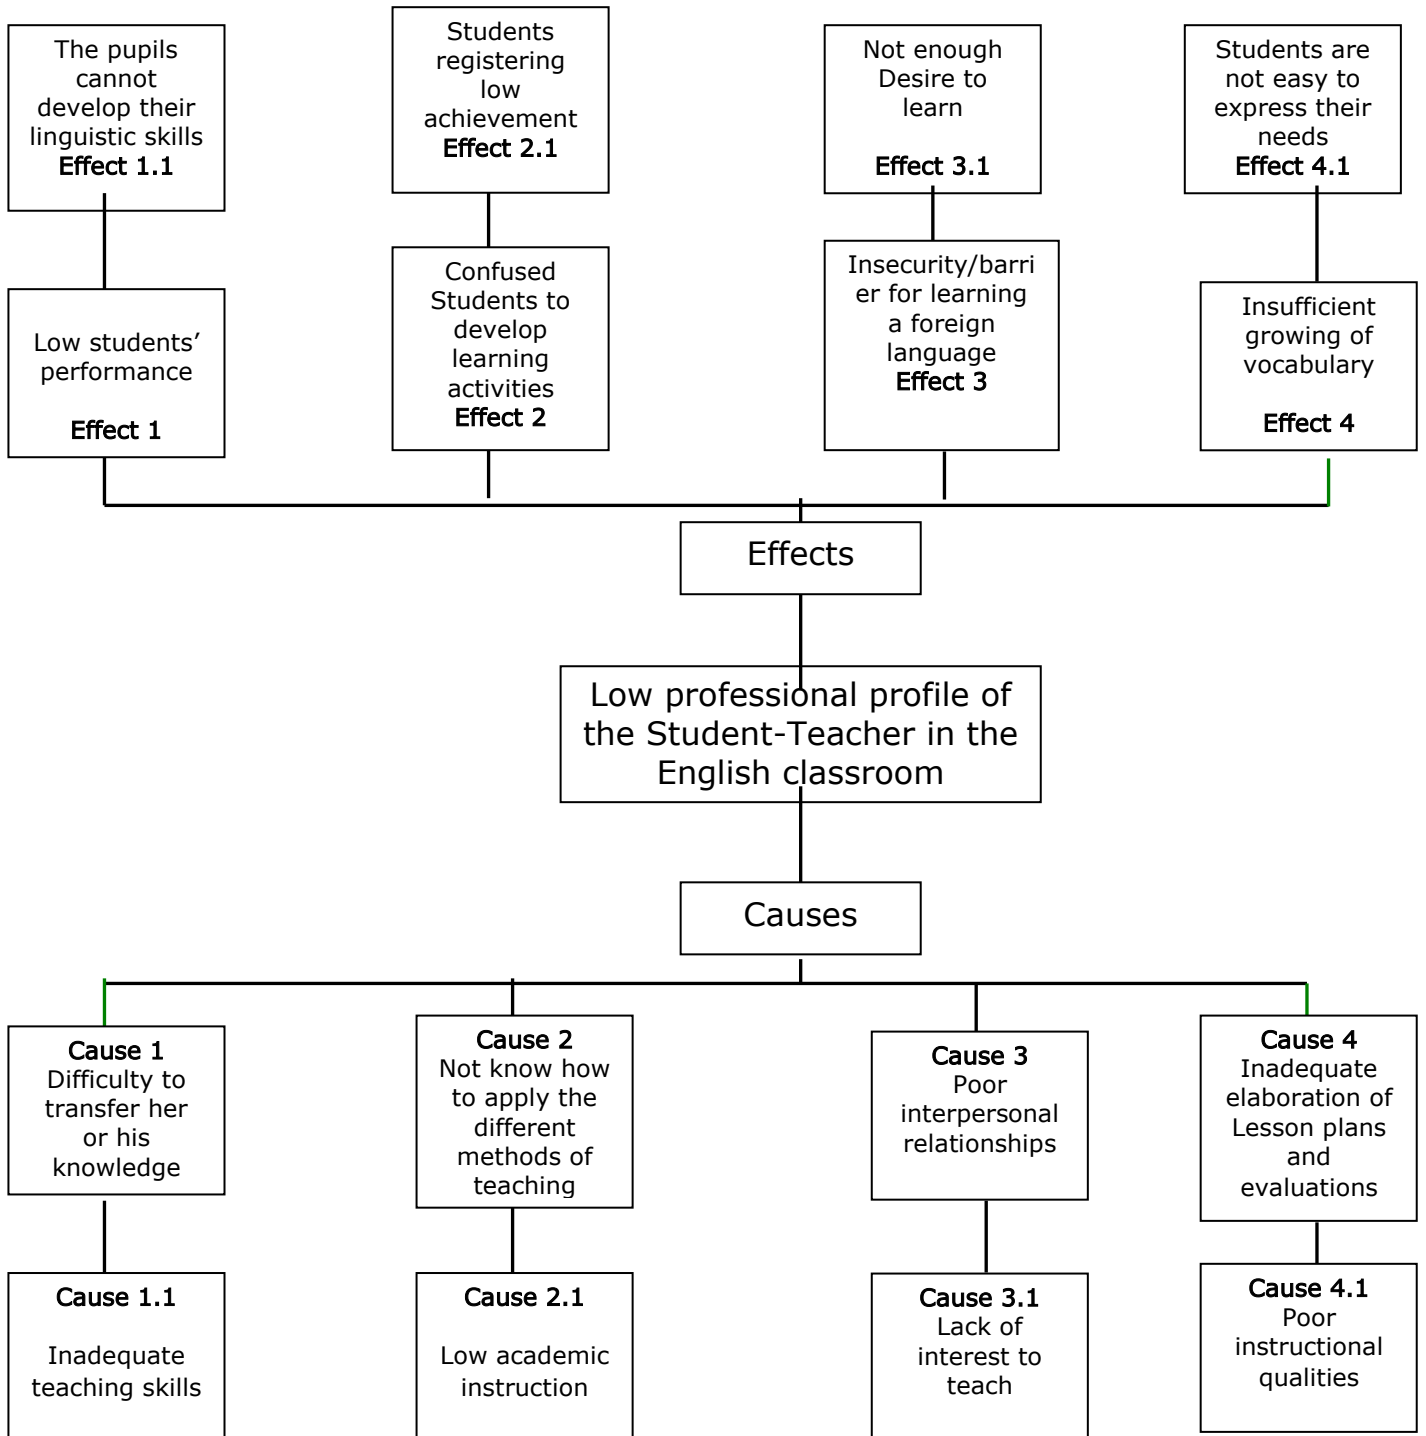 The pupils
cannot
develop their
linguistic skills
Effect 1.1
Students
registering
low
achievement
Effect 2.1
Not enough
Desire to
learn
Effect 3.1
Students are
not easy to
express their
needs
Effect 4.1
Low students’
performance
Effect 1
Confused
Students to
develop
learning
activities
Effect 2
Insecurity/barri
er for learning
a foreign
language
Effect 3
Insufficient
growing of
vocabulary
Effect 4
Effects
Low professional profile of
the Student-Teacher in the
English classroom
Causes
Cause 1
Difficulty to
transfer her
or his
knowledge
Cause 2
Not know how
to apply the
different
methods of
teaching
Cause 3
Poor
interpersonal
relationships
Cause 4
Inadequate
elaboration of
Lesson plans
and
evaluations
Cause 1.1
Inadequate
teaching skills
Cause 2.1
Low academic
instruction
Cause 3.1
Lack of
interest to
teach
Cause 4.1
Poor
instructional
qualities